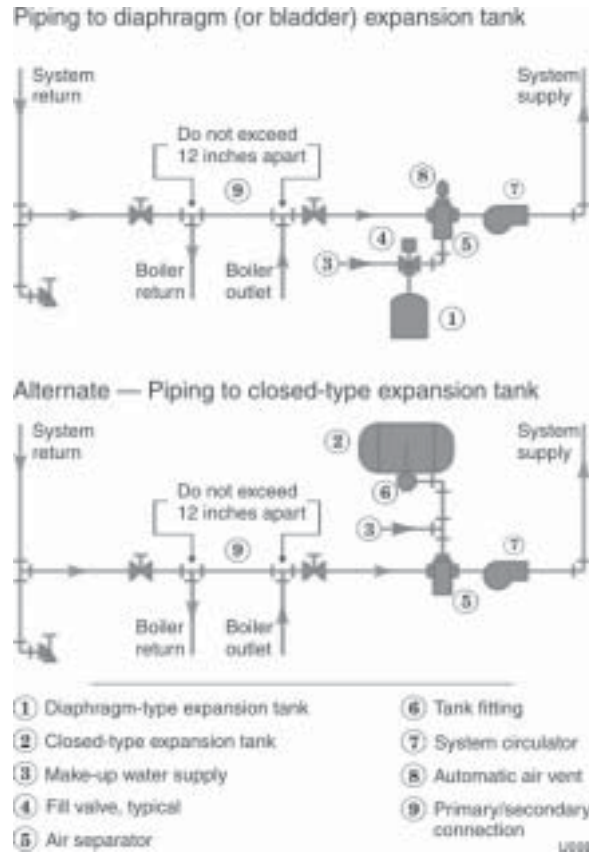 Piping to diaphragm (or bladder) expansion tank
System
return
System
supply
Do not exceed
12 inches apart
9
8
7
4
5
3
Boiler
return
Boiler
outlet
1
Alternate — Piping to closed-type expansion tank
System
return
System
supply
2
Do not exceed
12 inches apart
6
3
9
7
5
Boiler
return
Boiler
outlet
1 Diaphragm-type expansion tank
2 Closed-type expansion tank
3 Make-up water supply
4 Fill valve, typical
5 Air separator
6 Tank fitting
7 System circulator
8 Automatic air vent
9 Primary/secondary
connection